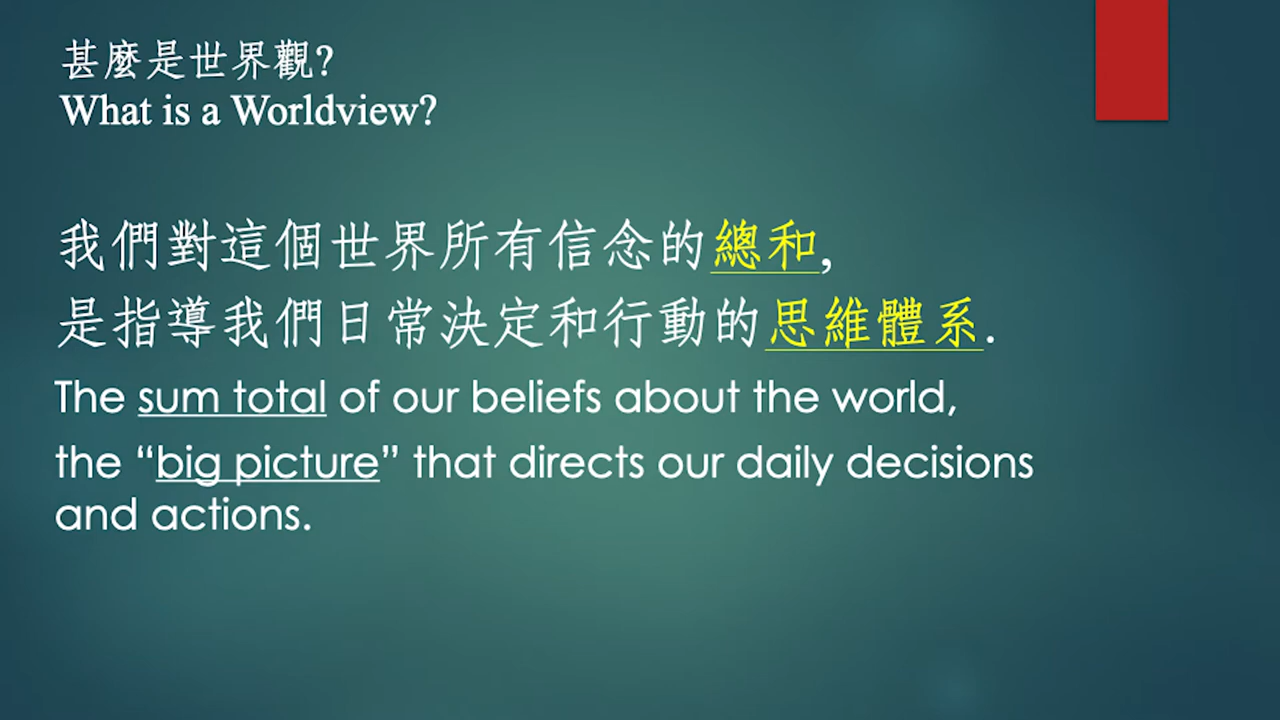 甚麼是世界觀?
What is a Worldview?
我們對這個世界所有信念的總和,
是指導我們日常決定和行動的思維體系.
The sum total of our beliefs about the world,
the “big picture” that directs our daily decisions
and actions.